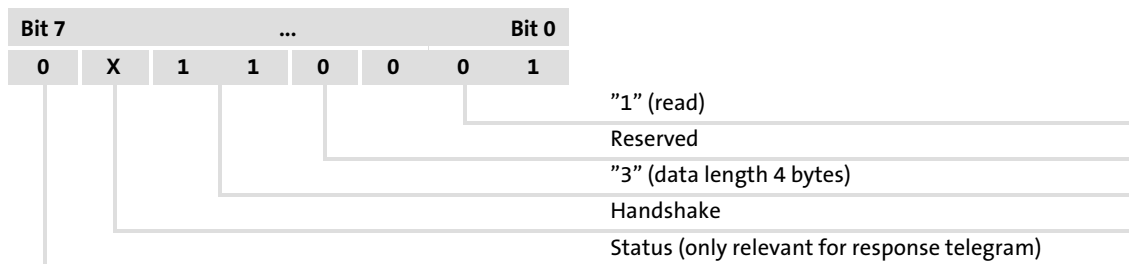 Bit 7 ... Bit 0
0 X 1 1 0 0 0 1
”1” (read)
Reserved
”3” (data length 4 bytes)
Handshake
Status (only relevant for response telegram)